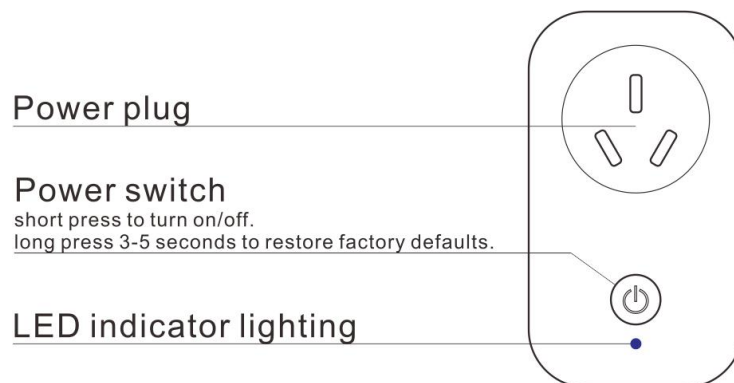 Power plug
Power switch
short press to turn on/off.
long press 3-5 seconds to restore factory defaults.
LED indicator lighting